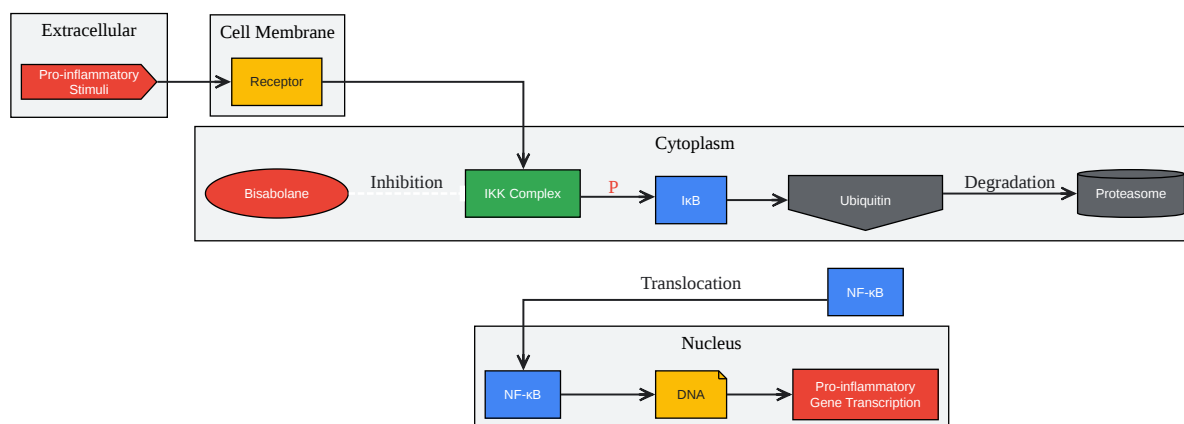 Extracellular
Pro-inflammatory
Stimuli
Cell Membrane
Receptor
Cytoplasm
Bisabolane
Inhibition
IKK Complex
P
IκB
Ubiquitin
Degradation
Proteasome
Translocation
NF-κB
Nucleus
NF-κB
DNA
Pro-inflammatory
Gene Transcription